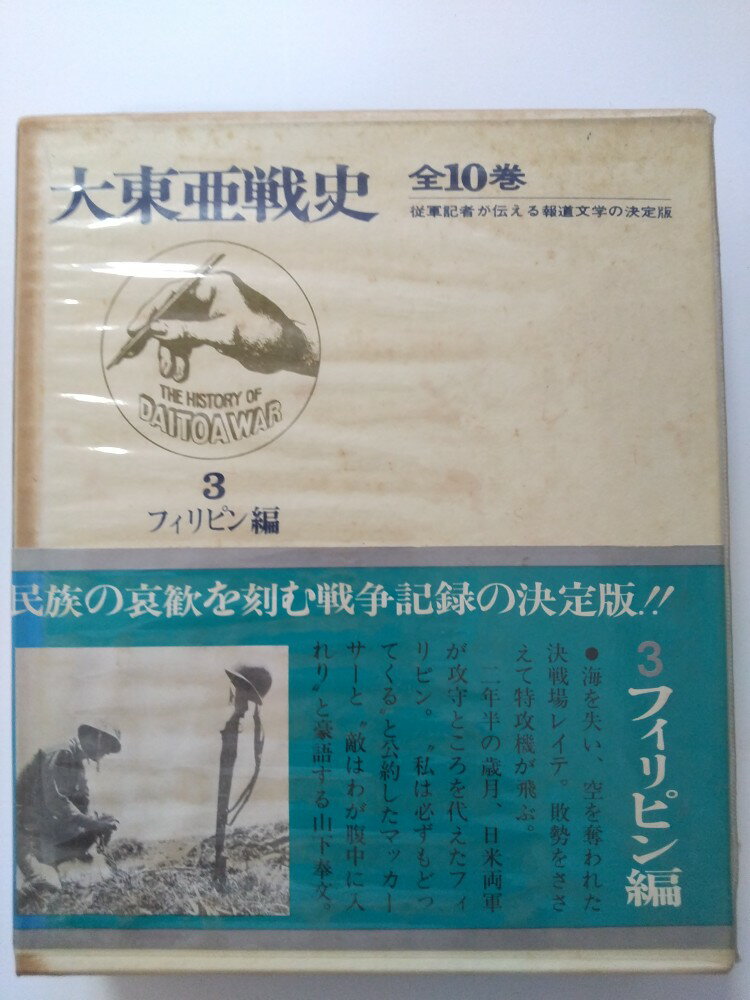 大東亜戦史
全10巻
従軍記者が伝える報道文学の決定版
THE HISTORY OF
DAITOA WAR
3
フィリピン編
民族の哀歓を刻む戦争記録の決定版!!
3フィリピン編
●海を失い、空を奪われた
決戦場レイテ。敗勢をささ
えて特攻機が飛ぶ。
二年半の歳月、日米両軍
が攻守ところを代えたフィ
リピン。〝私は必ずもどっ
てくる〟と公約したマッカー
サーと〝敵はわが腹中に入
れり〟と豪語する山下奉文。